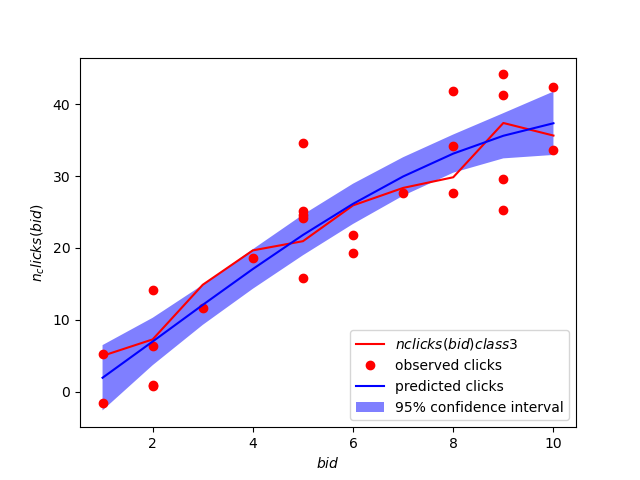 40
30
20
10
0
n_clicks(bid)
2
4
6
8
10
bid
nclicks(bid)class3
observed clicks
predicted clicks
95% confidence interval